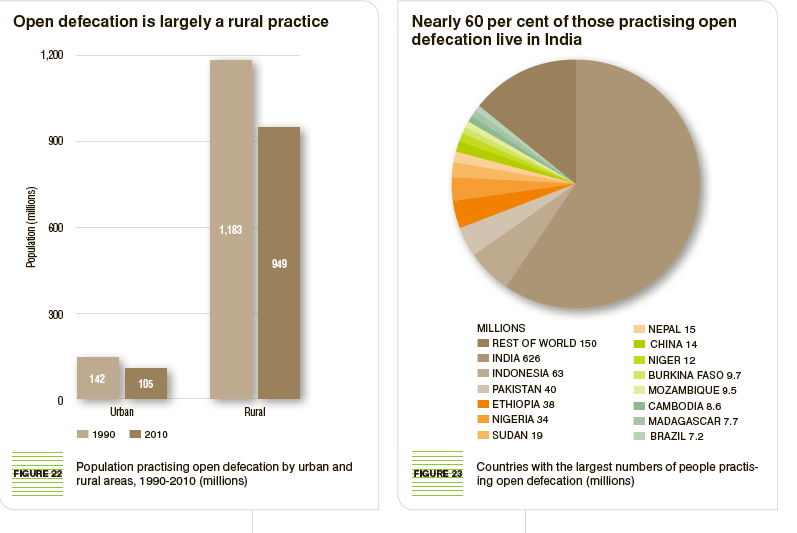 Open defecation is largely a rural practice
1,200
900
600
300
0
Population (millions)
142
105
1,183
949
Urban
Rural
1990
2010
FIGURE 22
Population practising open defecation by urban and
rural areas, 1990-2010 (millions)
Nearly 60 per cent of those practising open
defecation live in India
MILLIONS
REST OF WORLD 150
INDIA 626
INDONESIA 63
PAKISTAN 40
ETHIOPIA 38
NIGERIA 34
SUDAN 19
NEPAL 15
CHINA 14
NIGER 12
BURKINA FASO 9.7
MOZAMBIQUE 9.5
CAMBODIA 8.6
MADAGASCAR 7.7
BRAZIL 7.2
FIGURE 23
Countries with the largest numbers of people practis-
ing open defecation (millions)